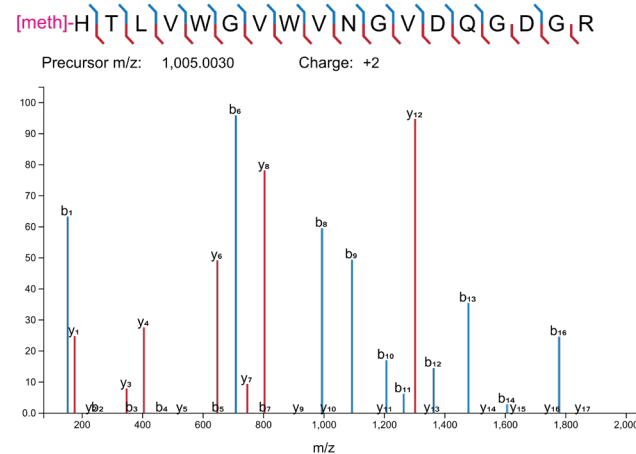 [meth]-HTLVWGVWVNGVDQGDGR
Precursor m/z: 1,005.0030 Charge: +2
100
90
80
70
60
50
40
30
20
10
0.0
b₁ y₁ y₂ b₂ y₃ b₃ y₄ b₄ y₅ y₆ b₅ b₆ y₇ y₈ b₇ b₈ y₉ y₁₀ b₉ b₁₀ y₁₁ b₁₁ y₁₂ b₁₂ y₁₃ b₁₃ y₁₄ b₁₄ y₁₅ b₁₆ y₁₆ y₁₇
200 400 600 800 1,000 1,200 1,400 1,600 1,800 2,000
m/z